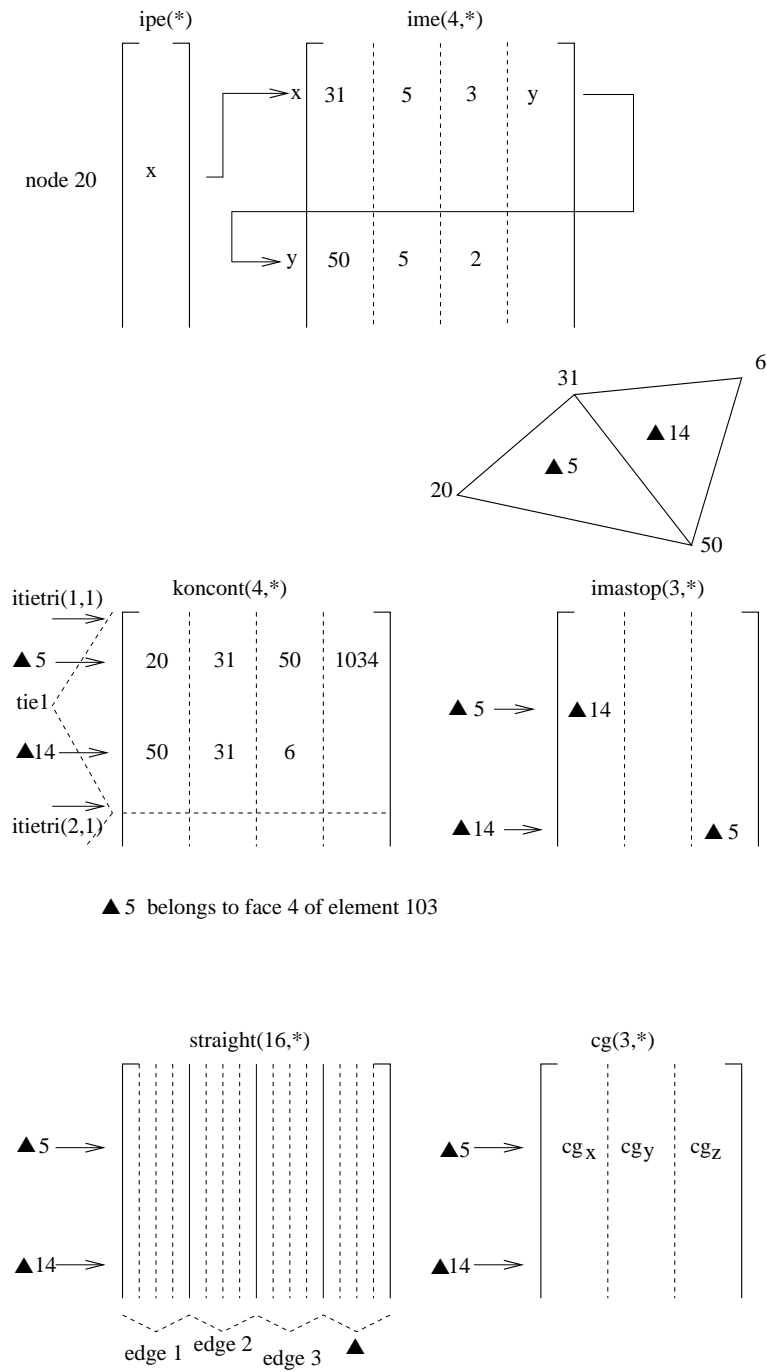 ipe(*) ime(4,*)
x 31 5 3 y
node 20 x
y 50 5 2
6
31
▲14
▲5
20
50
koncont(4,*) imastop(3,*)
itietri(1,1)
▲5 20 31 50 1034
tie1 ▲5 ▲14
▲14 50 31 6
itietri(2,1) ▲14 ▲5
▲5 belongs to face 4 of element 103
straight(16,*) cg(3,*)
▲5 ▲5 cgx cgy cgz
▲14 ▲14
edge 1 edge 2 edge 3 ▲